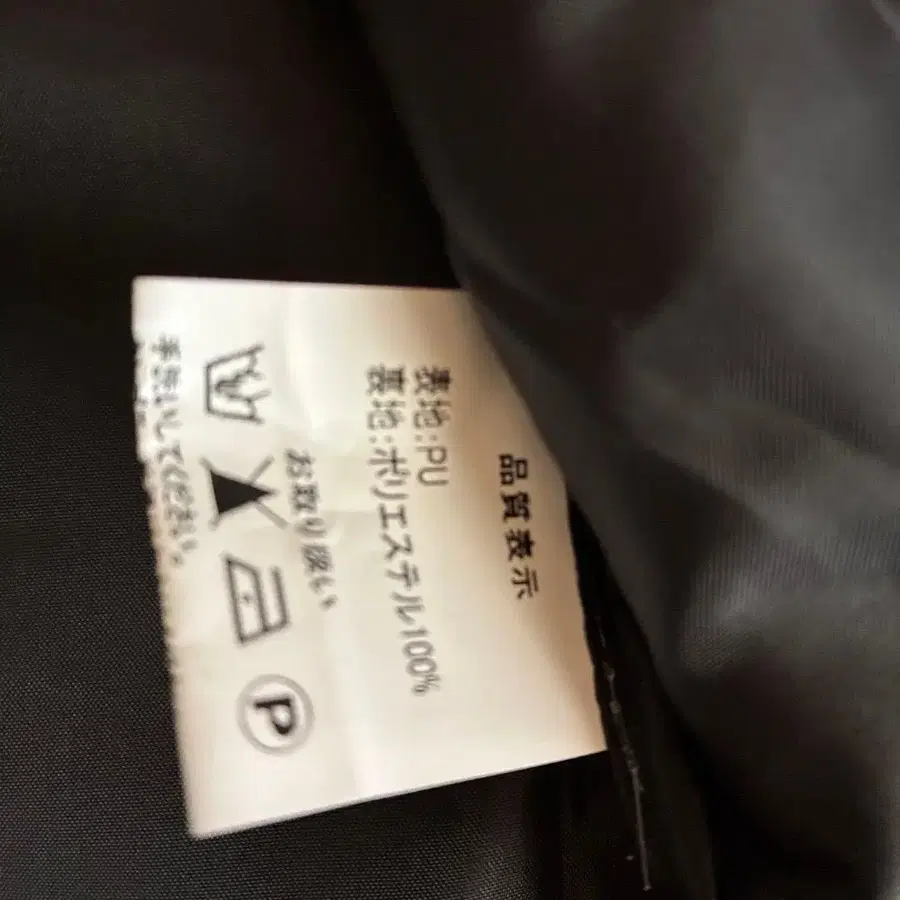 品質表示
表地:PU
裏地:ポリエステル100%
お取り扱い
P
手洗いしてください。